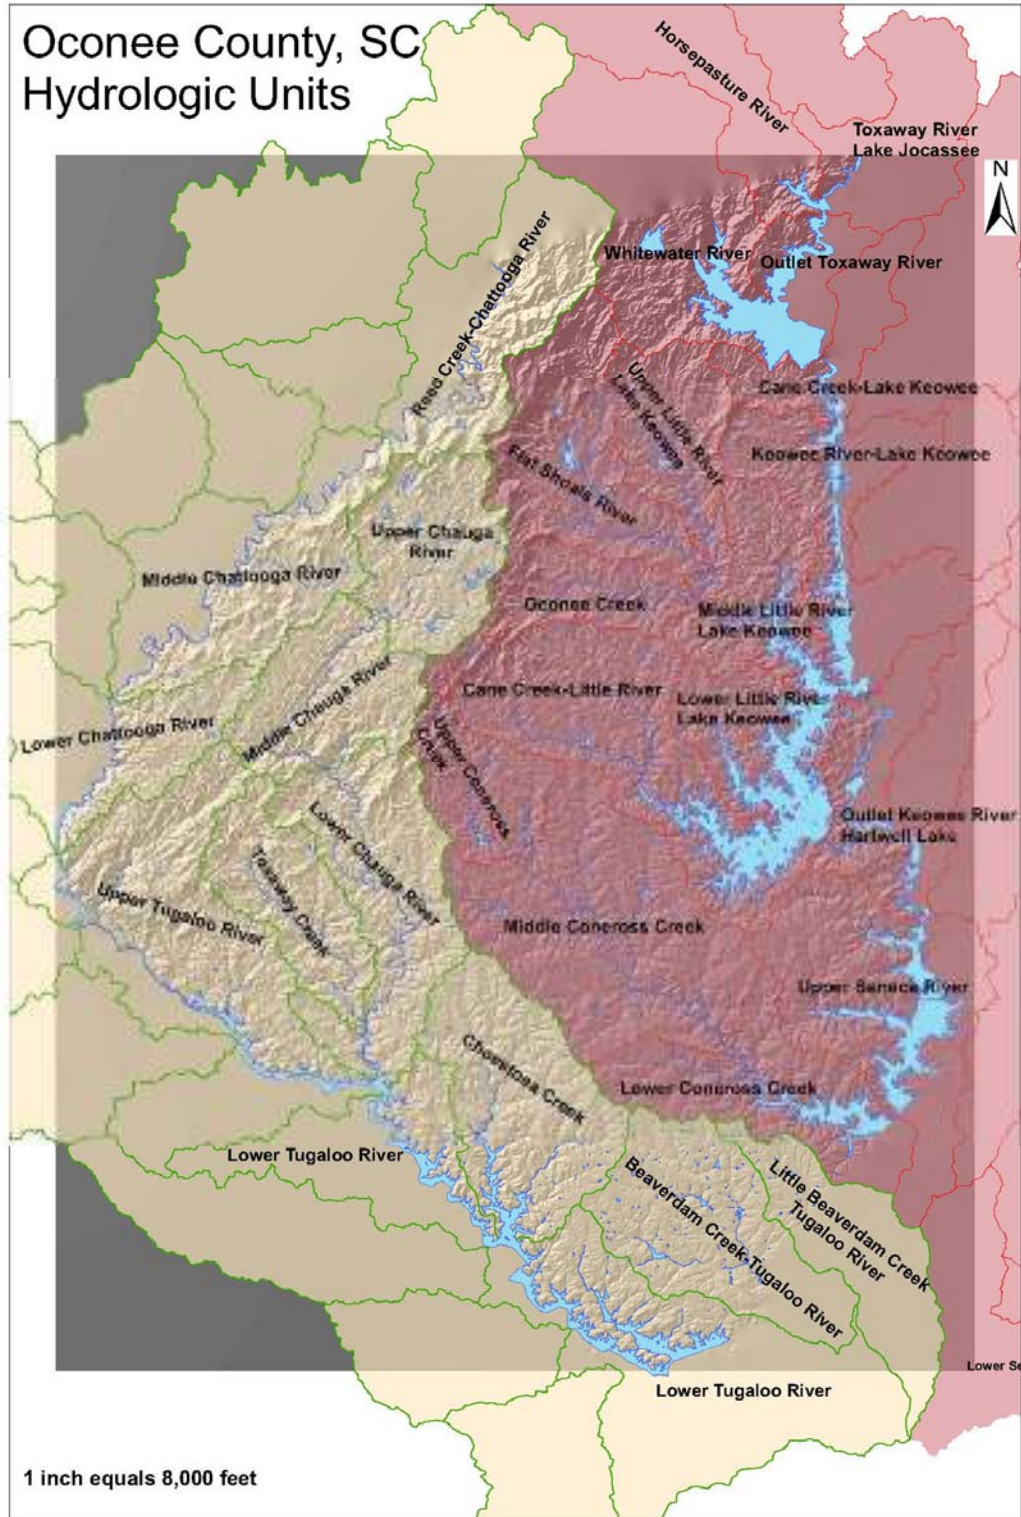 Oconee County, SC
Hydrologic Units
Horsepasture River
Toxaway River
Lake Jocassee
N
Whitewater River
Outlet Toxaway River
Reed Creek-Chattooga River
Cane Creek-Lake Keowee
Upper Little River
Lake Keowee
Keowee River-Lake Keowee
Flat Shoals River
Upper Chauga
River
Middle Chattooga River
Oconee Creek
Middle Little River
Lake Keowee
Cane Creek-Little River
Lower Little River
Lake Keowee
Middle Chauga River
Lower Chattooga River
Upper Coneross
Creek
Lower Chauga River
Outlet Keowee River
Hartwell Lake
Toxaway Creek
Upper Tugaloo River
Middle Coneross Creek
Upper Seneca River
Chosstoea Creek
Lower Coneross Creek
Lower Tugaloo River
Beaverdam Creek-Tugaloo River
Little Beaverdam Creek
Tugaloo River
Lower Se
Lower Tugaloo River
1 inch equals 8,000 feet